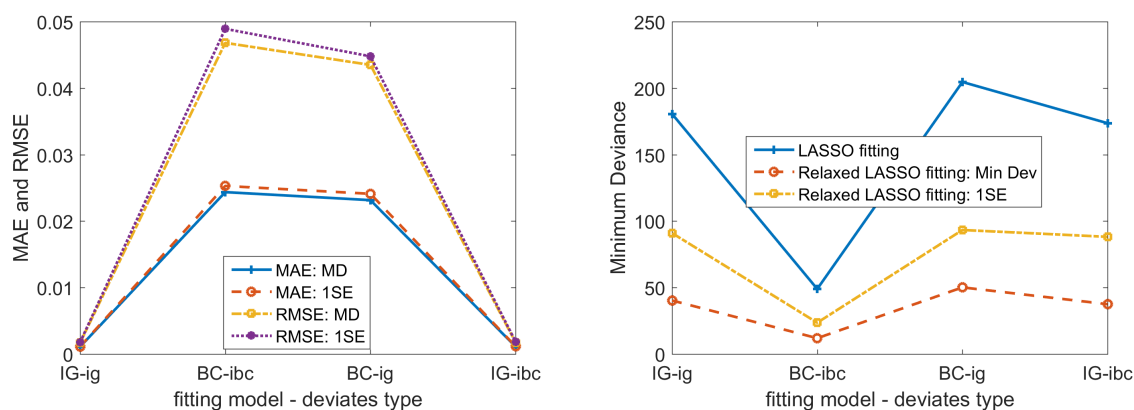 0.05
0.04
0.03
0.02
0.01
0
MAE and RMSE
MAE: MD
MAE: 1SE
RMSE: MD
RMSE: 1SE
IG-ig BC-ibc BC-ig IG-ibc
fitting model - deviates type
250
200
150
100
50
0
Minimum Deviance
LASSO fitting
Relaxed LASSO fitting: Min Dev
Relaxed LASSO fitting: 1SE
IG-ig BC-ibc BC-ig IG-ibc
fitting model - deviates type